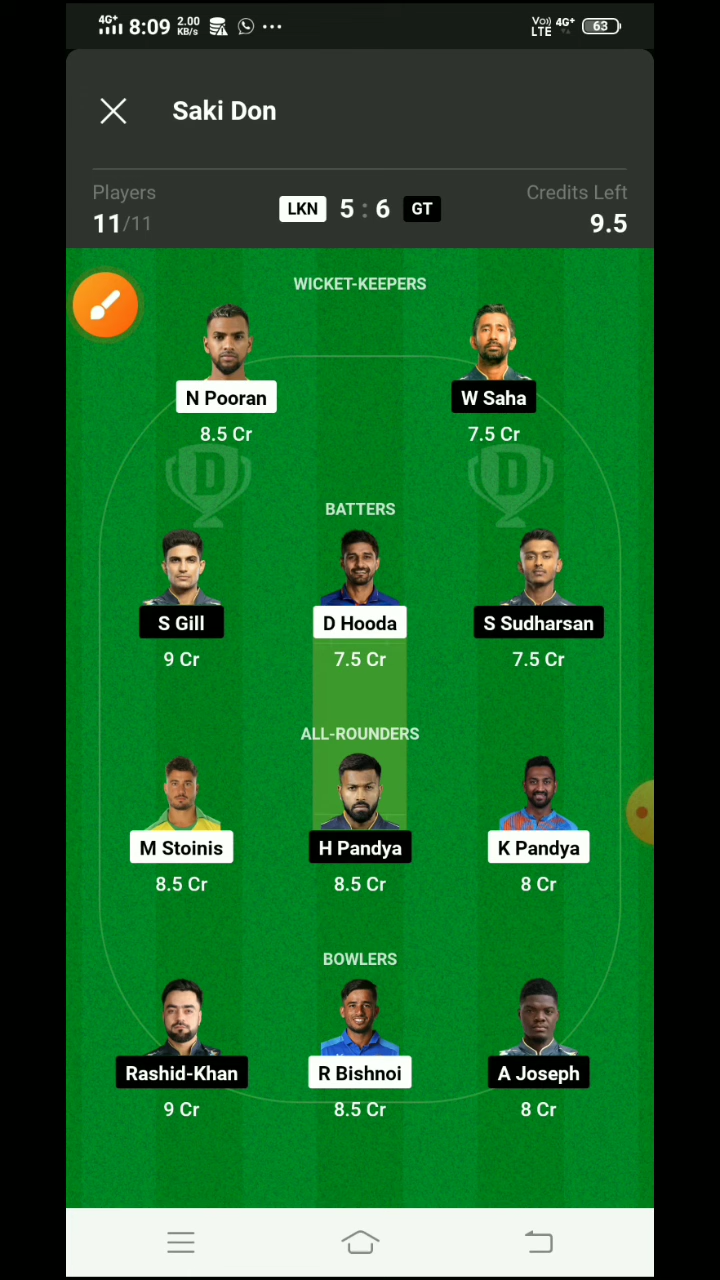 4G+ 8:09 2.00 KB/s ... Vo)) LTE 4G+ 63
Saki Don
Players Credits Left
11/11 LKN 5 : 6 GT 9.5
WICKET-KEEPERS
N Pooran W Saha
8.5 Cr 7.5 Cr
D D
BATTERS
S Gill D Hooda S Sudharsan
9 Cr 7.5 Cr 7.5 Cr
ALL-ROUNDERS
M Stoinis H Pandya K Pandya
8.5 Cr 8.5 Cr 8 Cr
BOWLERS
Rashid-Khan R Bishnoi A Joseph
9 Cr 8.5 Cr 8 Cr